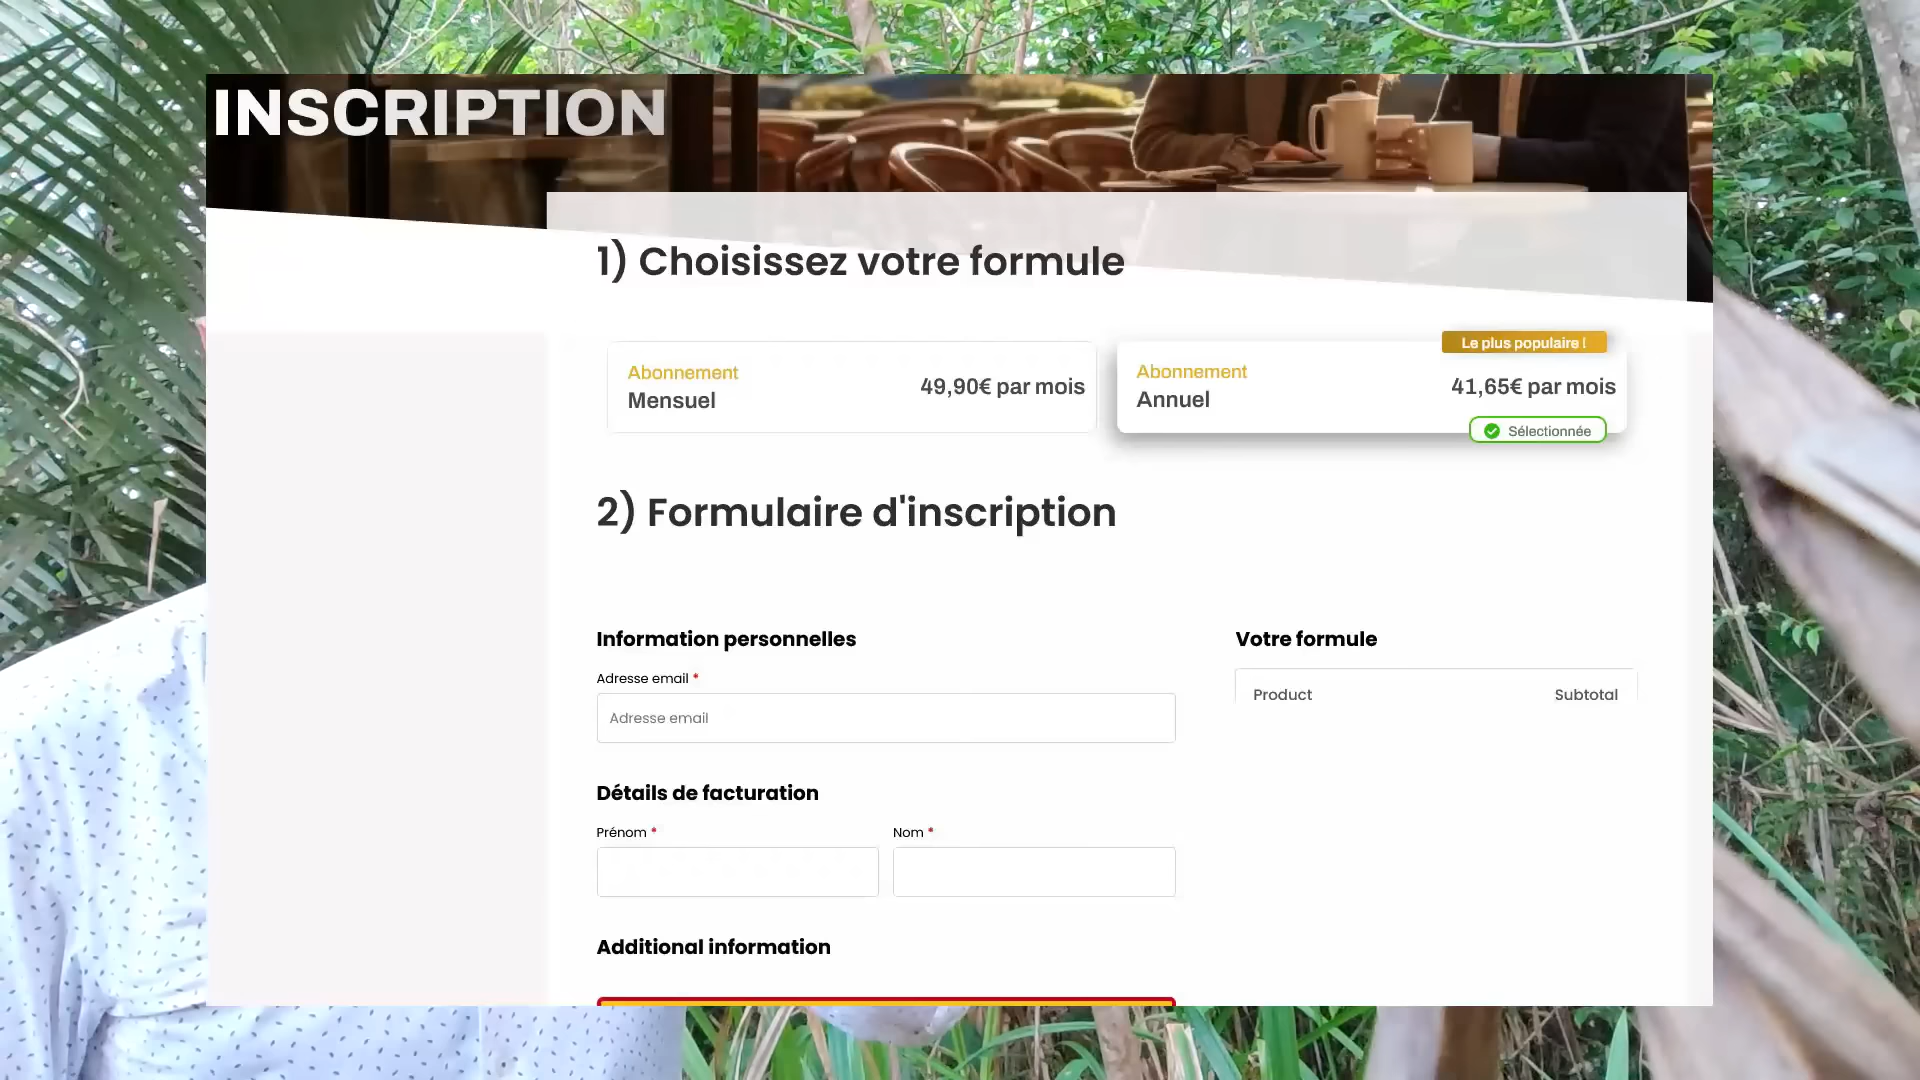 INSCRIPTION
1) Choisissez votre formule
Le plus populaire !
Abonnement
Mensuel
49,90€ par mois
Abonnement
Annuel
41,65€ par mois
Sélectionnée
2) Formulaire d'inscription
Information personnelles
Adresse email *
Adresse email
Votre formule
Product Subtotal
Détails de facturation
Prénom * Nom *
Additional information